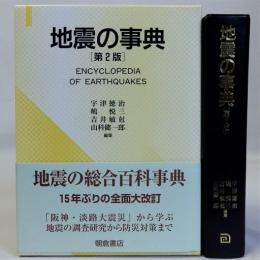 地震の事典
[第2版]
ENCYCLOPEDIA
OF EARTHQUAKES
宇津徳治
嶋 悦三
吉井敏尅
山科健一郎
編集
地震の総合百科事典
15年ぶりの全面大改訂
「阪神・淡路大震災」から学ぶ
地震の調査研究から防災対策まで
朝倉書店
地震の事典